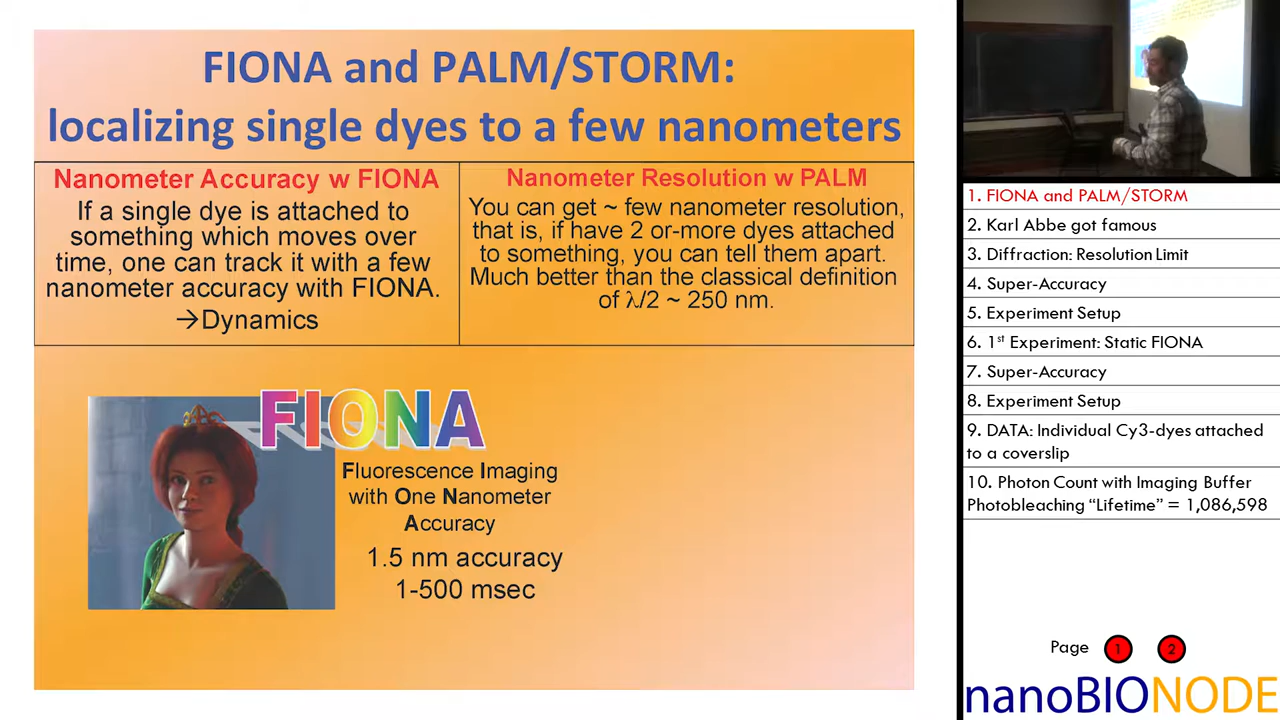 FIONA and PALM/STORM:
localizing single dyes to a few nanometers
Nanometer Accuracy w FIONA
If a single dye is attached to
something which moves over
time, one can track it with a few
nanometer accuracy with FIONA.
→Dynamics
Nanometer Resolution w PALM
You can get ~ few nanometer resolution,
that is, if have 2 or-more dyes attached
to something, you can tell them apart.
Much better than the classical definition
of λ/2 ~ 250 nm.
FIONA
Fluorescence Imaging
with One Nanometer
Accuracy
1.5 nm accuracy
1-500 msec
1. FIONA and PALM/STORM
2. Karl Abbe got famous
3. Diffraction: Resolution Limit
4. Super-Accuracy
5. Experiment Setup
6. 1st Experiment: Static FIONA
7. Super-Accuracy
8. Experiment Setup
9. DATA: Individual Cy3-dyes attached
to a coverslip
10. Photon Count with Imaging Buffer
Photobleaching “Lifetime” = 1,086,598
Page 1 2
nanoBIONODE